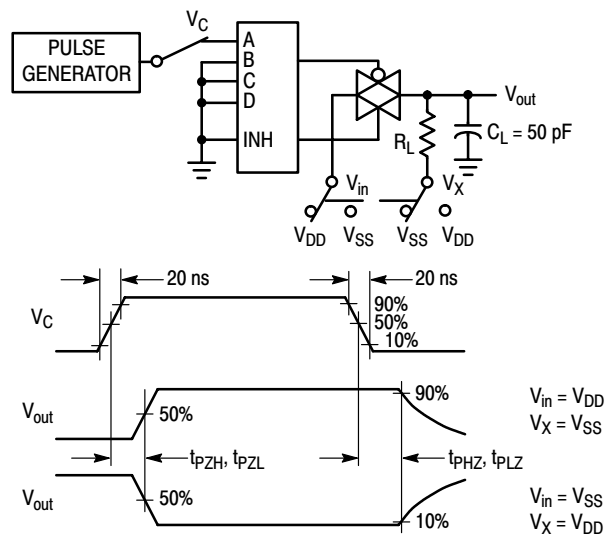 V_C
PULSE
GENERATOR
A
B
C
D
INH
V_out
R_L
C_L = 50 pF
V_in
V_X
V_DD
V_SS
V_SS
V_DD
20 ns
20 ns
V_C
90%
50%
10%
V_out
50%
90%
V_in = V_DD
V_X = V_SS
t_PZH, t_PZL
t_PHZ, t_PLZ
V_out
50%
10%
V_in = V_SS
V_X = V_DD